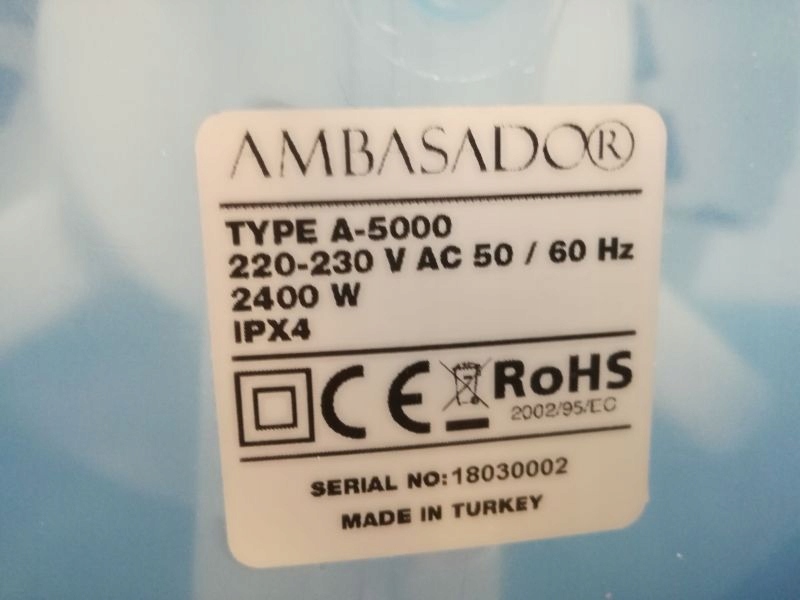 AMBASADOR
TYPE A-5000
220-230 V AC 50 / 60 Hz
2400 W
IPX4
CE RoHS
2002/95/EC
SERIAL NO:18030002
MADE IN TURKEY